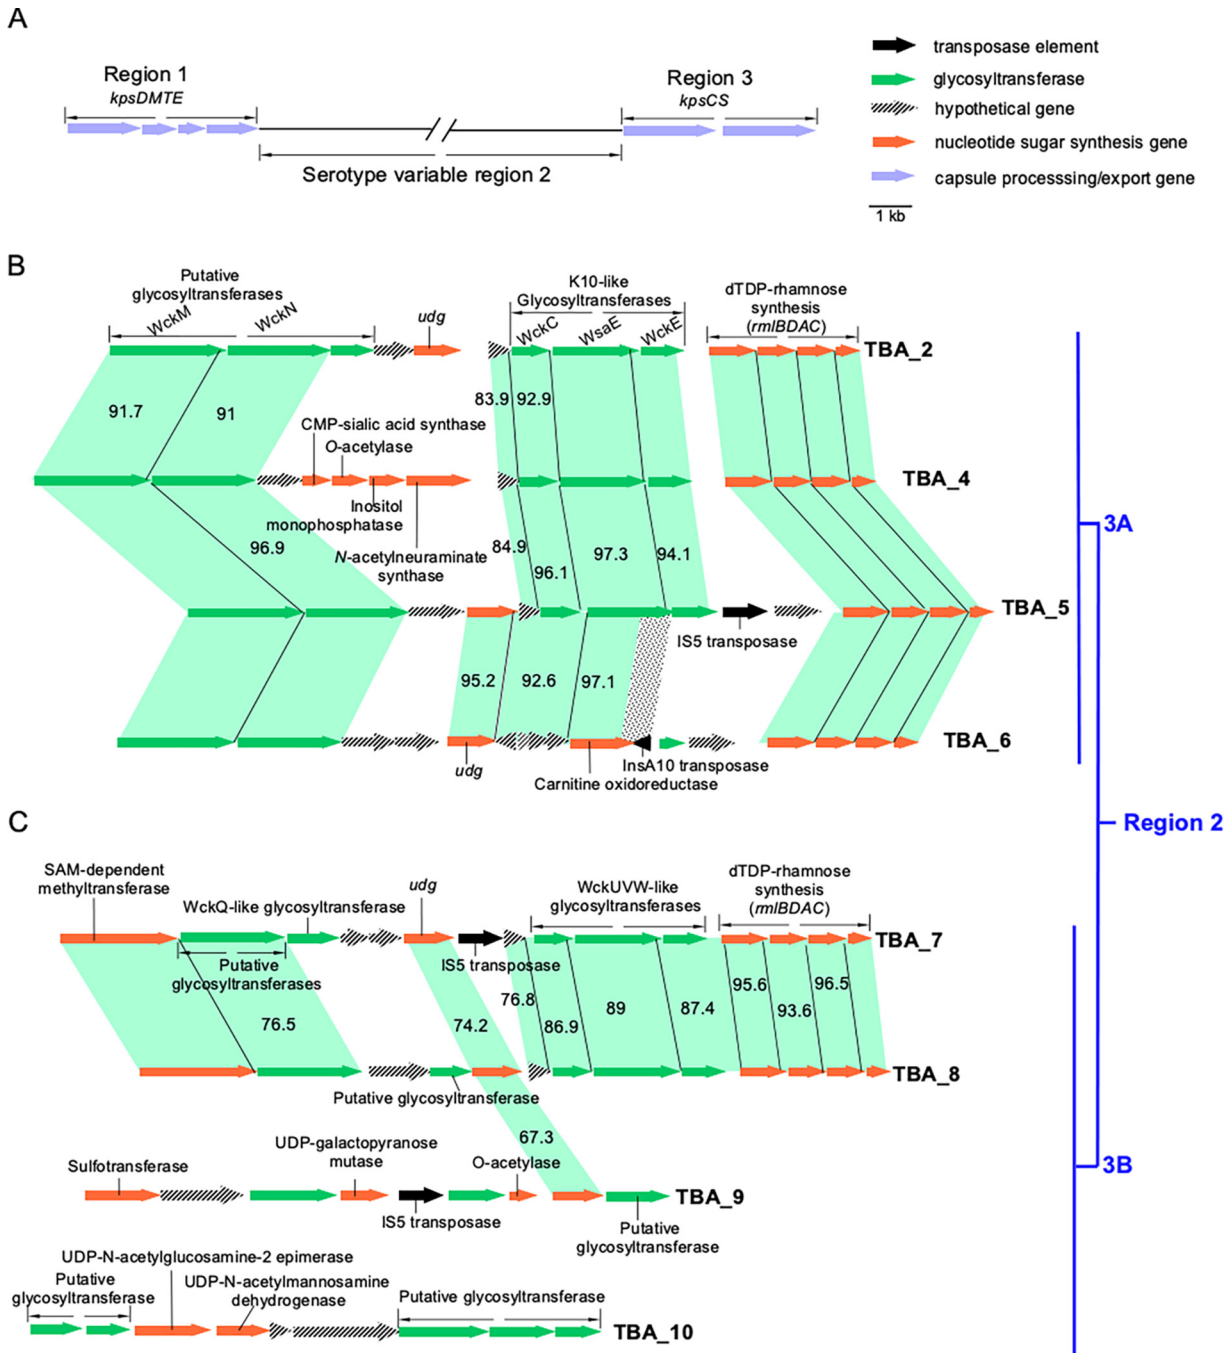 A
Region 1
kpsDMTE
Serotype variable region 2
Region 3
kpsCS
transposase element
glycosyltransferase
hypothetical gene
nucleotide sugar synthesis gene
capsule processsing/export gene
1 kb
B
Putative
glycosyltransferases
WckM
WckN
udg
K10-like
Glycosyltransferases
WckC
WsaE
WckE
dTDP-rhamnose
synthesis
(rmlBDAC)
TBA_2
91.7
91
83.9
92.9
CMP-sialic acid synthase
O-acetylase
Inositol
monophosphatase
N-acetylneuraminate
synthase
TBA_4
96.9
84.9
96.1
97.3
94.1
3A
TBA_5
IS5 transposase
95.2
92.6
97.1
TBA_6
udg
InsA10 transposase
Carnitine oxidoreductase
Region 2
C
SAM-dependent
methyltransferase
WckQ-like glycosyltransferase
udg
WckUVW-like
glycosyltransferases
dTDP-rhamnose
synthesis
(rmlBDAC)
TBA_7
Putative
glycosyltransferases
IS5 transposase
76.5
74.2
76.8
86.9
89
87.4
95.6
93.6
96.5
TBA_8
Putative glycosyltransferase
67.3
Sulfotransferase
UDP-galactopyranose
mutase
O-acetylase
3B
TBA_9
IS5 transposase
Putative
glycosyltransferase
UDP-N-acetylglucosamine-2 epimerase
Putative
glycosyltransferase
UDP-N-acetylmannosamine
dehydrogenase
Putative glycosyltransferase
TBA_10